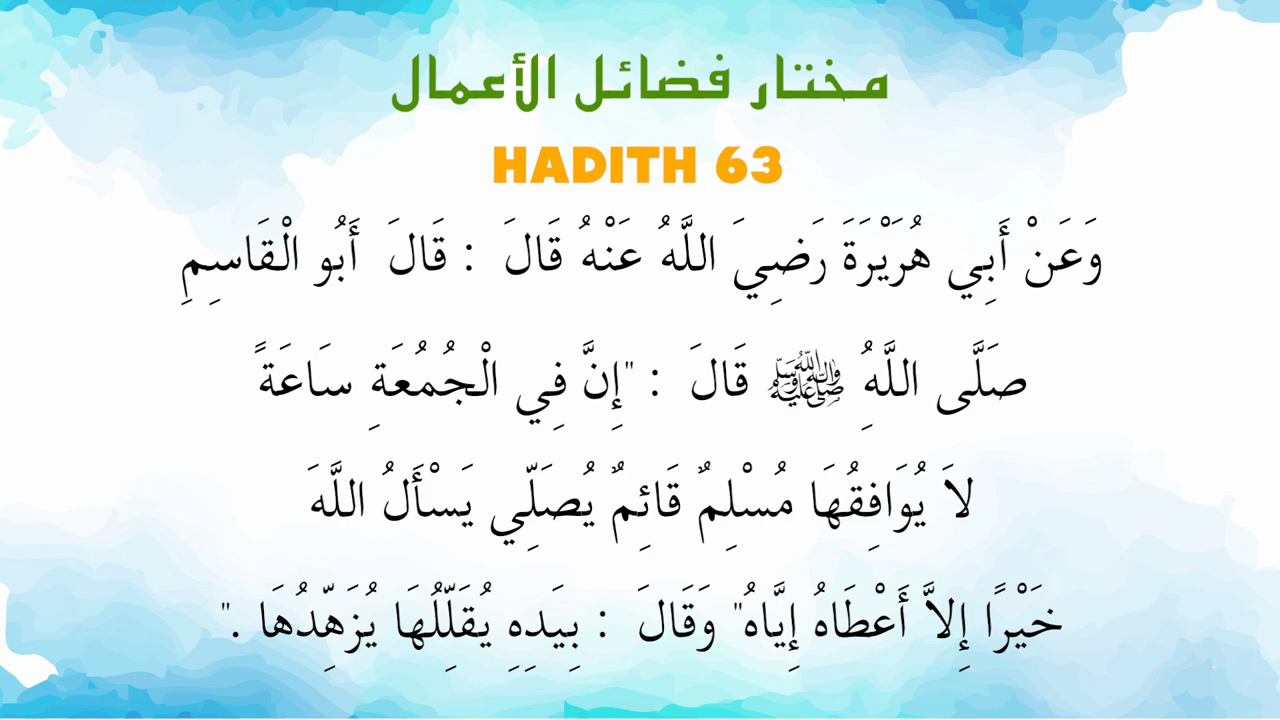 مختار فضائل الأعمال
HADITH 63
وَعَنْ أَبِي هُرَيْرَةَ رَضِيَ اللَّهُ عَنْهُ قَالَ : قَالَ أَبُو الْقَاسِمِ
صَلَّى اللَّهِ ﷺ قَالَ : "إِنَّ فِي الْجُمُعَةِ سَاعَةً
لاَ يُوَافِقُهَا مُسْلِمٌ قَائِمٌ يُصَلِّي يَسْأَلُ اللَّهَ
خَيْرًا إِلاَّ أَعْطَاهُ إِيَّاهُ" وَقَالَ : بِيَدِهِ يُقَلِّلُهَا يُزَهِّدُهَا ."